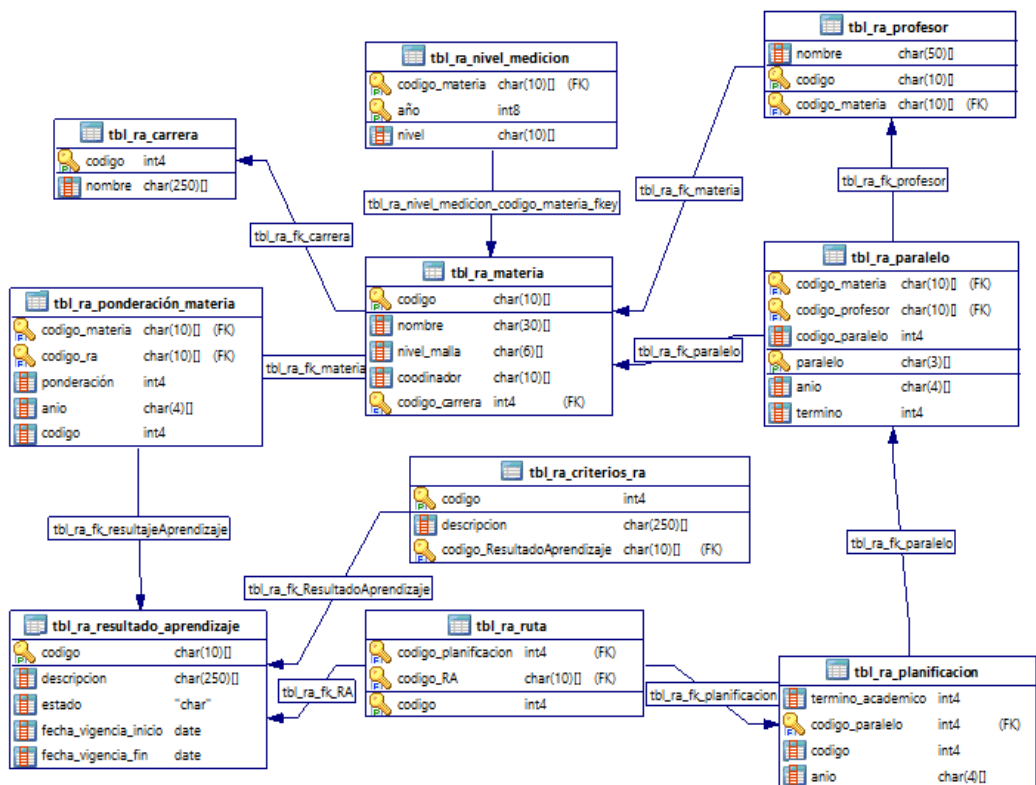 tbl_ra_profesor
nombre char(50)[]
codigo char(10)[]
codigo_materia char(10)[] (FK)
tbl_ra_nivel_medicion
codigo_materia char(10)[] (FK)
año int8
nivel char(10)[]
tbl_ra_carrera
codigo int4
nombre char(250)[]
tbl_ra_fk_materia
tbl_ra_fk_profesor
tbl_ra_nivel_medicion_codigo_materia_fkey
tbl_ra_fk_carrera
tbl_ra_paralelo
codigo_materia char(10)[] (FK)
codigo_profesor char(10)[] (FK)
codigo_paralelo int4
paralelo char(3)[]
anio char(4)[]
termino int4
tbl_ra_materia
codigo char(10)[]
nombre char(30)[]
nivel_malla char(6)[]
coodinador char(10)[]
codigo_carrera int4 (FK)
tbl_ra_ponderación_materia
codigo_materia char(10)[] (FK)
codigo_ra char(10)[] (FK)
ponderación int4
anio char(4)[]
codigo int4
tbl_ra_fk_materia
tbl_ra_fk_paralelo
tbl_ra_criterios_ra
codigo int4
descripcion char(250)[]
codigo_ResultadoAprendizaje char(10)[] (FK)
tbl_ra_fk_resultajeAprendizaje
tbl_ra_fk_paralelo
tbl_ra_fk_ResultadoAprendizaje
tbl_ra_resultado_aprendizaje
codigo char(10)[]
descripcion char(250)[]
estado "char"
fecha_vigencia_inicio date
fecha_vigencia_fin date
tbl_ra_fk_RA
tbl_ra_ruta
codigo_planificacion int4 (FK)
codigo_RA char(10)[] (FK)
codigo int4
tbl_ra_fk_planificacion
tbl_ra_planificacion
termino_academico int4
codigo_paralelo int4 (FK)
codigo int4
anio char(4)[]